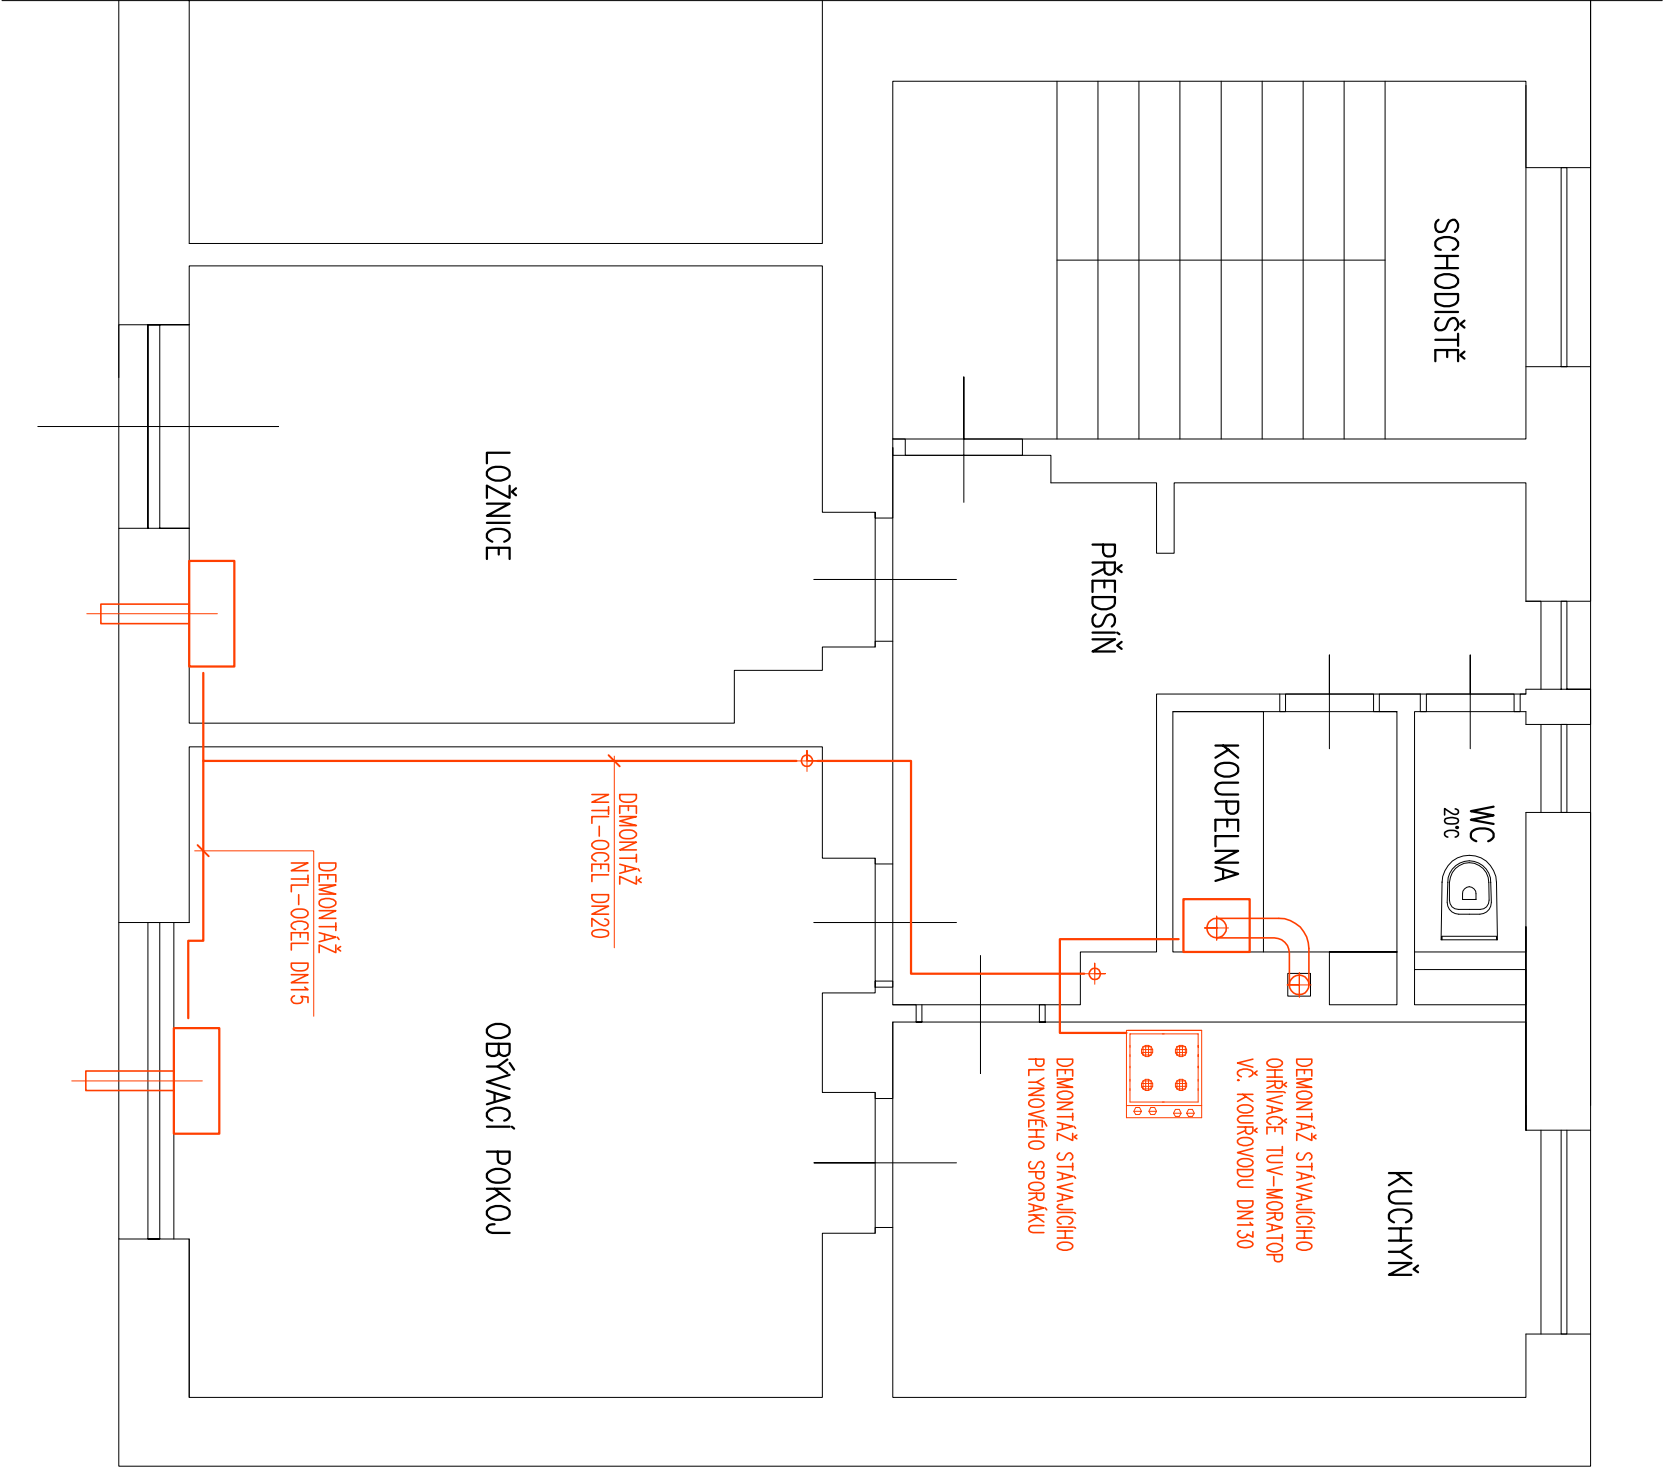 SCHODIŠTĚ
LOŽNICE
PŘEDSÍŇ
KOUPELNA
WC
20°C
DEMONTÁŽ
NTL-OCEL DN20
DEMONTÁŽ
NTL-OCEL DN15
OBÝVACÍ POKOJ
DEMONTÁŽ STÁVAJÍCÍHO
OHŘÍVAČE TUV-MORATOP
VČ. KOUŘOVODU DN130
DEMONTÁŽ STÁVAJÍCÍHO
PLYNOVÉHO SPORÁKU
KUCHYŇ